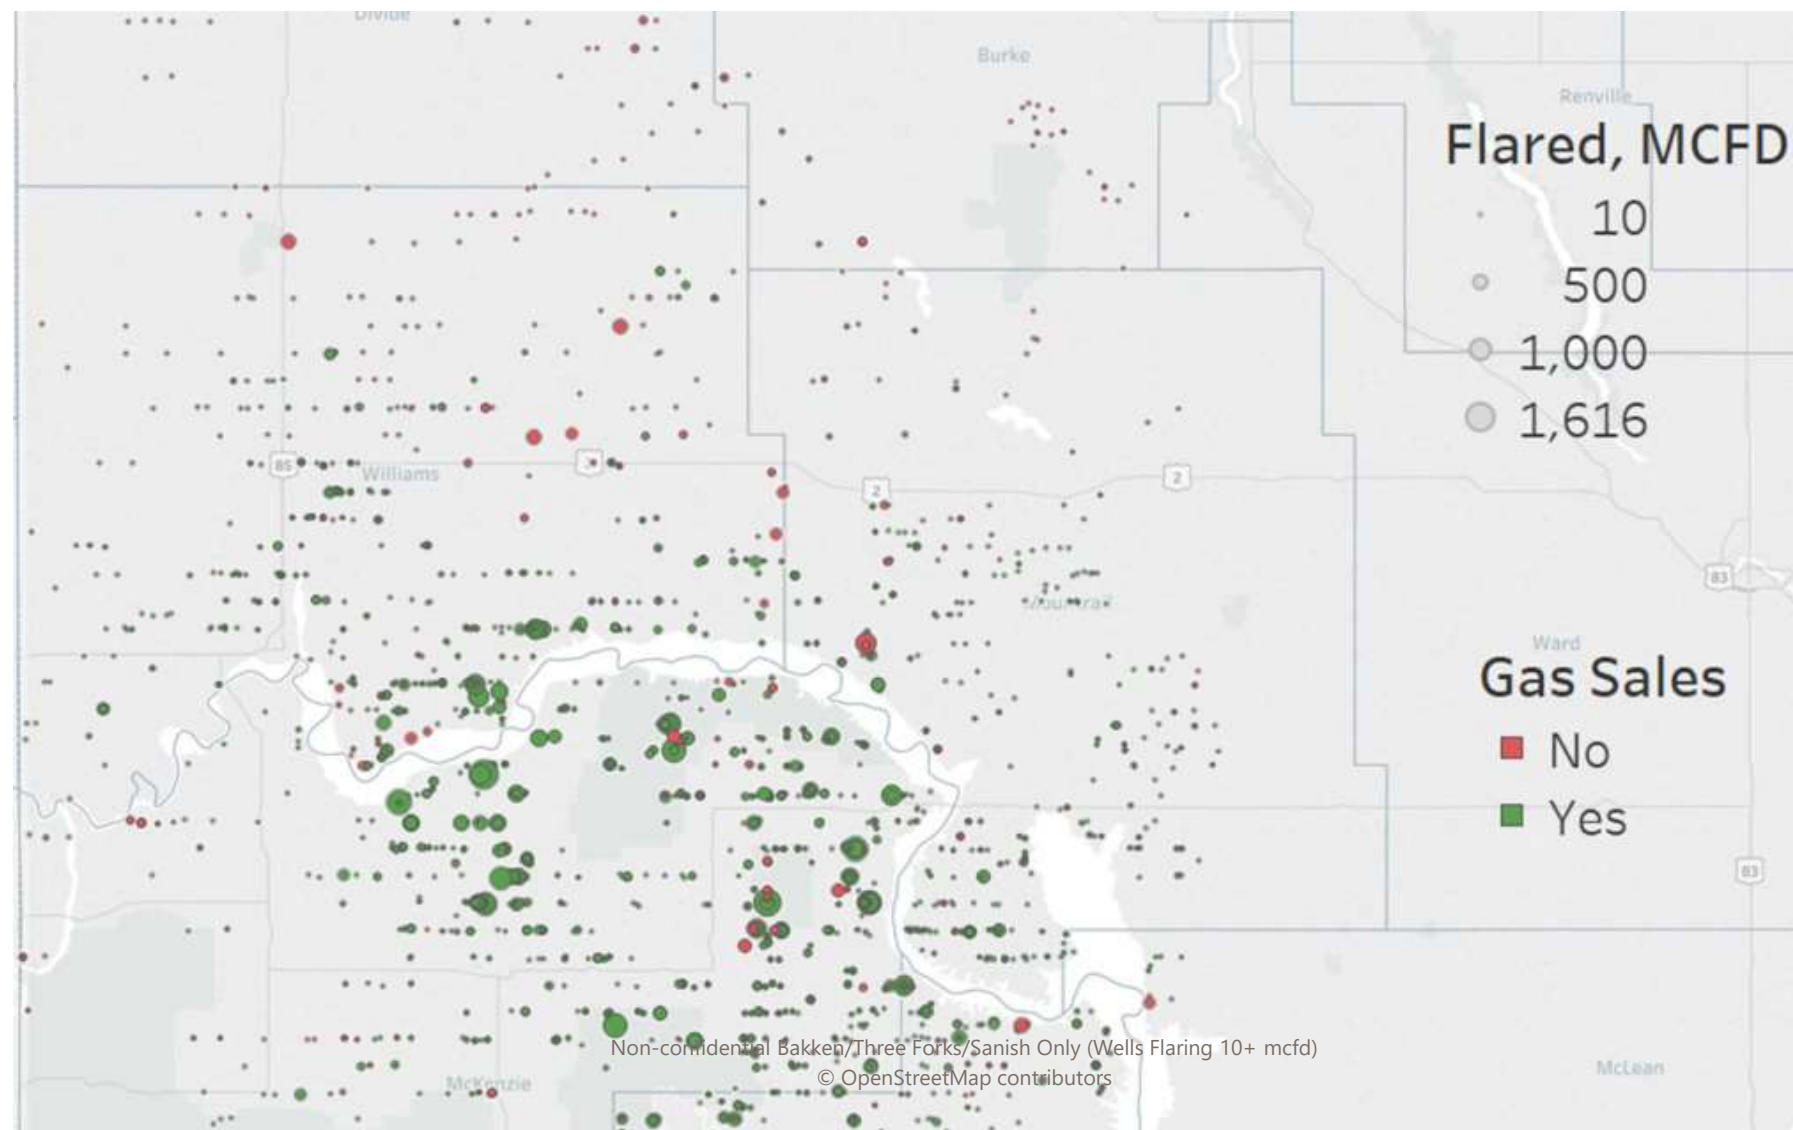 Divide
Burke
Renville
Flared, MCFD
10
500
1,000
1,616
85
Williams
2
2
83
Mountrail
Ward
Gas Sales
No
Yes
83
Non-confidential Bakken/Three Forks/Sanish Only (Wells Flaring 10+ mcfd)
© OpenStreetMap contributors
McKenzie
McLean